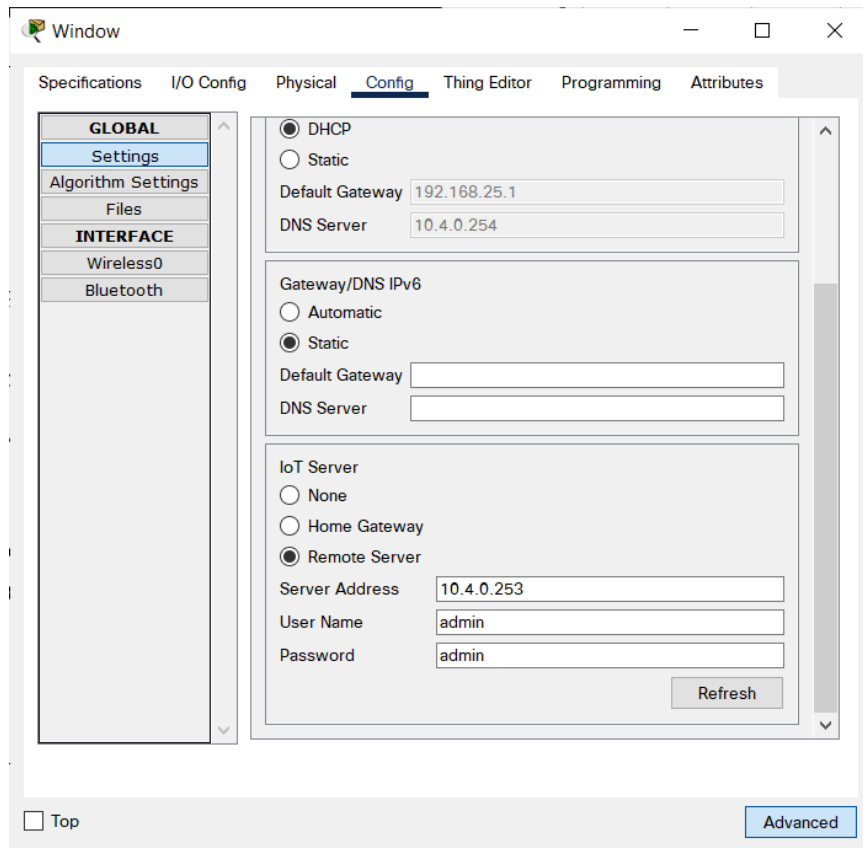 Window
Specifications I/O Config Physical Config Thing Editor Programming Attributes
GLOBAL
Settings
Algorithm Settings
Files
INTERFACE
Wireless0
Bluetooth
DHCP
Static
Default Gateway 192.168.25.1
DNS Server 10.4.0.254
Gateway/DNS IPv6
Automatic
Static
Default Gateway
DNS Server
IoT Server
None
Home Gateway
Remote Server
Server Address 10.4.0.253
User Name admin
Password admin
Refresh
Top
Advanced